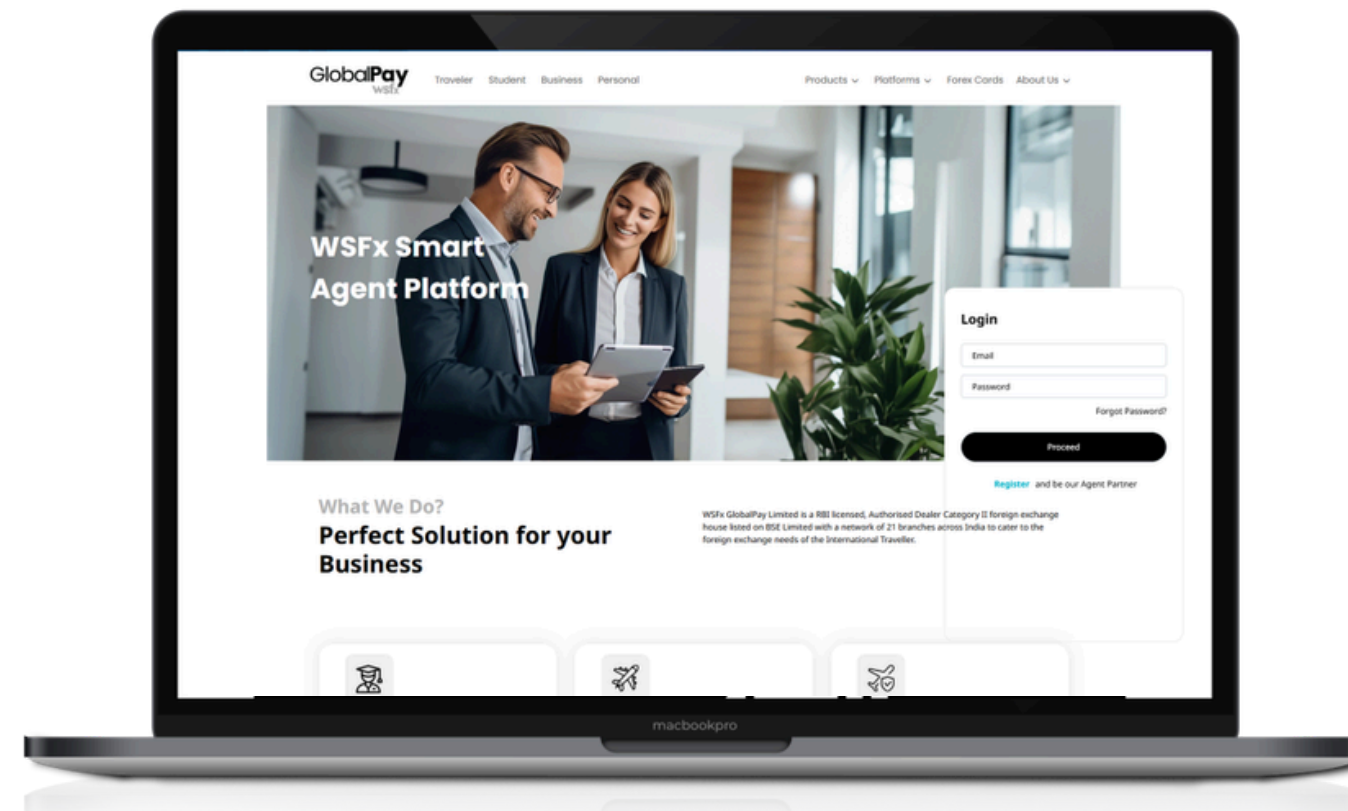 GlobalPay
wsfx
Traveler Student Business Personal
Products Platforms Forex Cards About Us
WSFx Smart
Agent Platform
Login
Email
Password
Forgot Password?
Proceed
Register and be our Agent Partner
What We Do?
Perfect Solution for your
Business
WSFx GlobalPay Limited is a RBI licensed, Authorised Dealer Category II foreign exchange
house listed on BSE Limited with a network of 21 branches across India to cater to the
foreign exchange needs of the International Traveller.
macbookpro